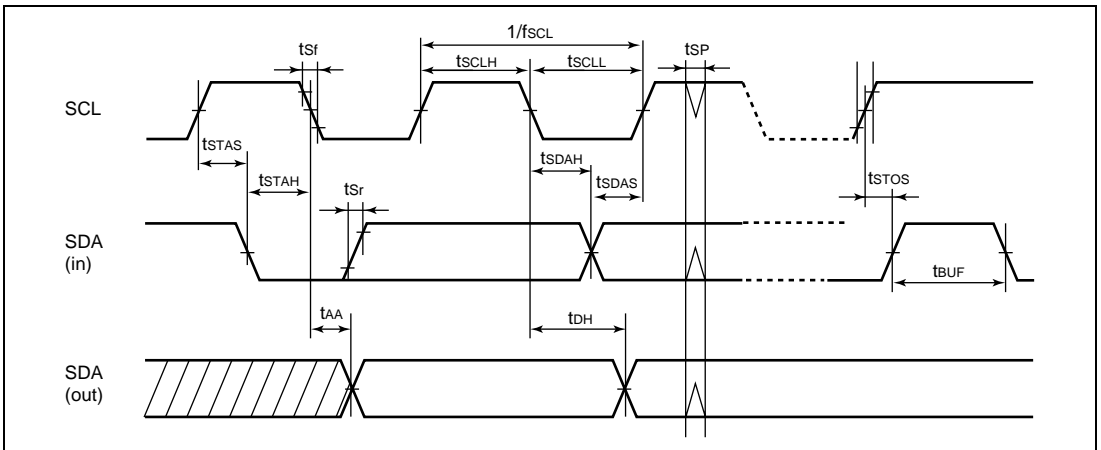 1/fSCL
tSf
tSCLH
tSCLL
tSP
SCL
tSTAS
tSTAH
tSr
tSDAH
tSDAS
tSTOS
SDA
(in)
tBUF
tAA
tDH
SDA
(out)